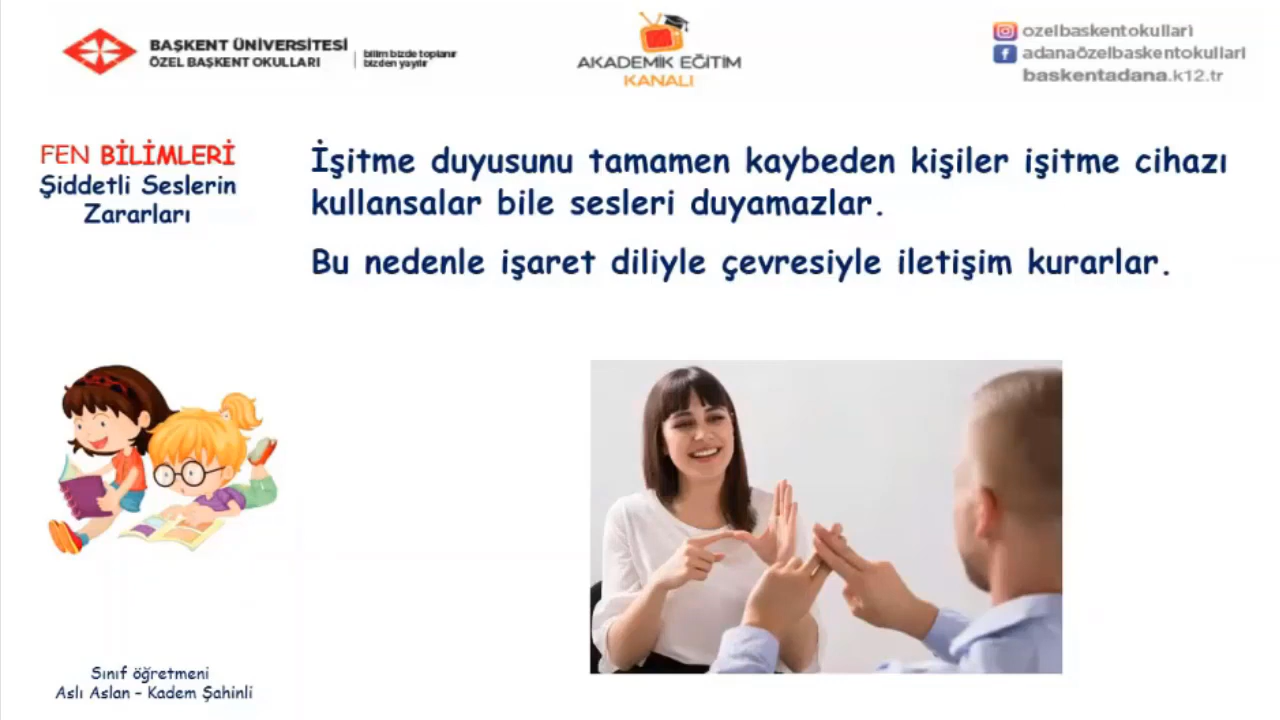 BAŞKENT ÜNİVERSİTESİ
ÖZEL BAŞKENT OKULLARI
bilim bizde toplanır
bizden yayılır
AKADEMİK EĞİTİM
KANALI
ozelbaskentokullari
adanaözelbaskentokullari
baskentadana.k12.tr
FEN BİLİMLERİ
Şiddetli Seslerin
Zararları
İşitme duyusunu tamamen kaybeden kişiler işitme cihazı
kullansalar bile sesleri duyamazlar.
Bu nedenle işaret diliyle çevresiyle iletişim kurarlar.
Sınıf öğretmeni
Aslı Aslan – Kadem Şahinli